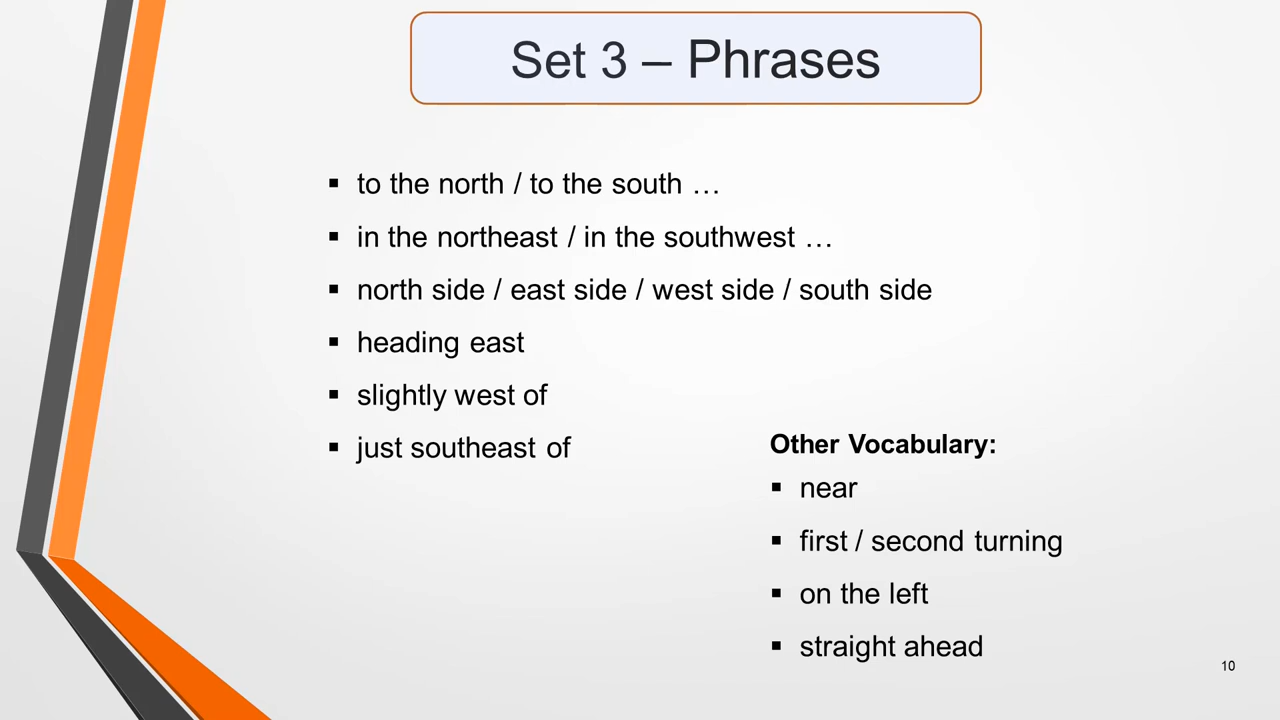 Set 3 – Phrases
▪ to the north / to the south …
▪ in the northeast / in the southwest …
▪ north side / east side / west side / south side
▪ heading east
▪ slightly west of
▪ just southeast of
Other Vocabulary:
▪ near
▪ first / second turning
▪ on the left
▪ straight ahead
10